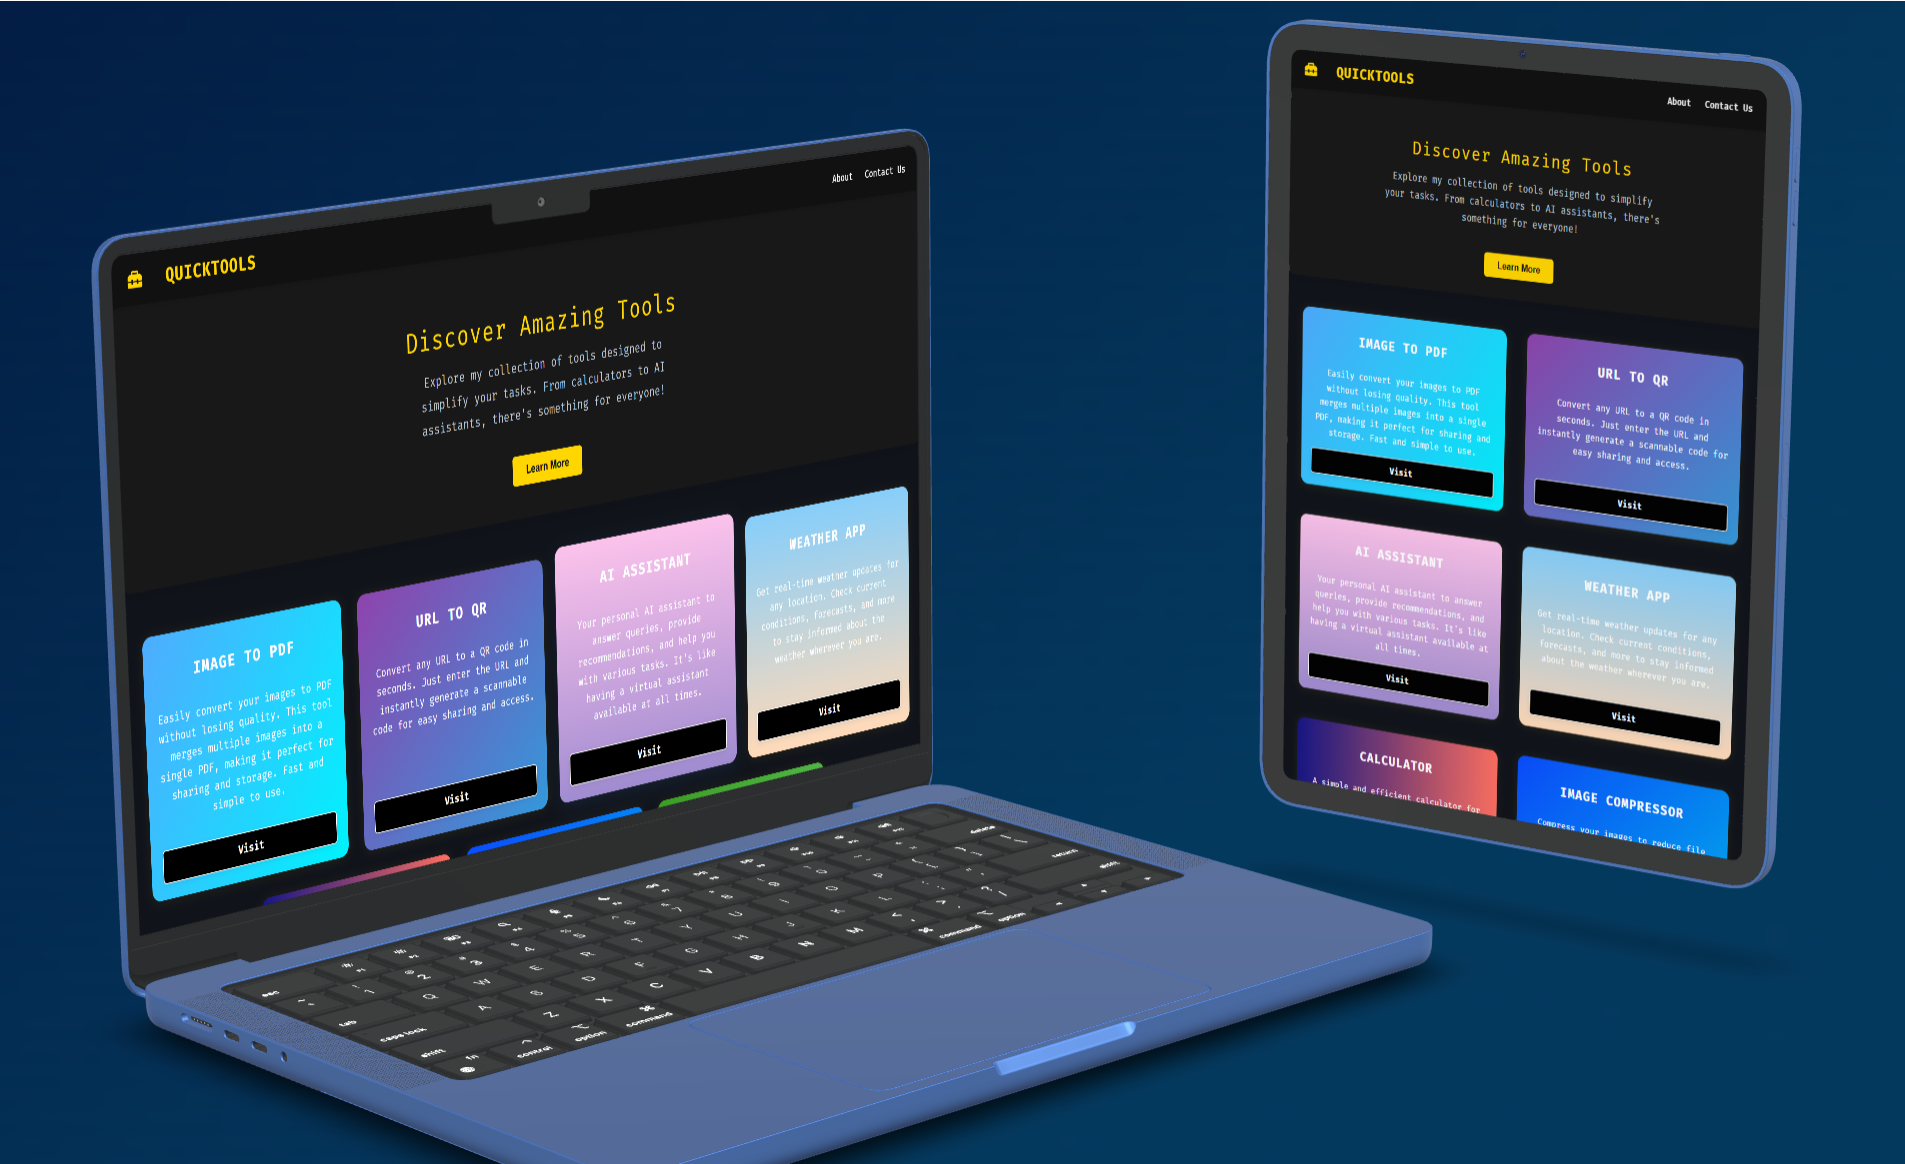 QUICKTOOLS
About Contact Us
Discover Amazing Tools
Explore my collection of tools designed to
simplify your tasks. From calculators to AI
assistants, there's something for everyone!
Learn More
IMAGE TO PDF
Easily convert your images to PDF
without losing quality. This tool
merges multiple images into a
single PDF, making it perfect for
sharing and storage. Fast and
simple to use.
Visit
URL TO QR
Convert any URL to a QR code in
seconds. Just enter the URL and
instantly generate a scannable
code for easy sharing and access.
Visit
AI ASSISTANT
Your personal AI assistant to
answer queries, provide
recommendations, and help you
with various tasks. It's like
having a virtual assistant
available at all times.
Visit
WEATHER APP
Get real-time weather updates for
any location. Check current
conditions, forecasts, and more
to stay informed about the
weather wherever you are.
Visit
esc
delete
tab
return
caps lock
shift
shift
fn
control
option
command
command
option
Q W E R T Y U I O P
A S D F G H J K L
Z X C V B N M
QUICKTOOLS
About Contact Us
Discover Amazing Tools
Explore my collection of tools designed to simplify
your tasks. From calculators to AI assistants, there's
something for everyone!
Learn More
IMAGE TO PDF
Easily convert your images to PDF
without losing quality. This tool
merges multiple images into a single
PDF, making it perfect for sharing and
storage. Fast and simple to use.
Visit
URL TO QR
Convert any URL to a QR code in
seconds. Just enter the URL and
instantly generate a scannable code for
easy sharing and access.
Visit
AI ASSISTANT
Your personal AI assistant to answer
queries, provide recommendations, and
help you with various tasks. It's like
having a virtual assistant available at
all times.
Visit
WEATHER APP
Get real-time weather updates for any
location. Check current conditions,
forecasts, and more to stay informed
about the weather wherever you are.
Visit
CALCULATOR
A simple and efficient calculator for
IMAGE COMPRESSOR
Compress your images to reduce file